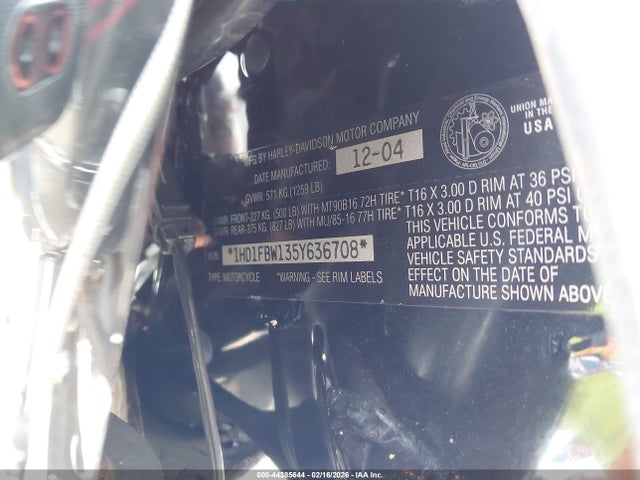 MFG BY HARLEY-DAVIDSON MOTOR COMPANY
DATE MANUFACTURED: 12-04
GVWR: 571 KG (1259 LB)
GAWR: FRONT-227 KG (500 LB) WITH MT90B16 72H TIRE* T16 X 3.00 D RIM AT 36 PSI
GAWR: REAR-375 KG (827 LB) WITH MU/85-16 77H TIRE* T16 X 3.00 D RIM AT 40 PSI
V.I.N. *1HD1FBW135Y636708*
TYPE: MOTORCYCLE *WARNING - SEE RIM LABELS
THIS VEHICLE CONFORMS TO
APPLICABLE U.S. FEDERAL M
VEHICLE SAFETY STANDARDS
EFFECT ON THE DATE OF
MANUFACTURE SHOWN ABOVE
UNION MA
IN THE
USA
000-44385644 - 02/16/2026 - IAA Inc.